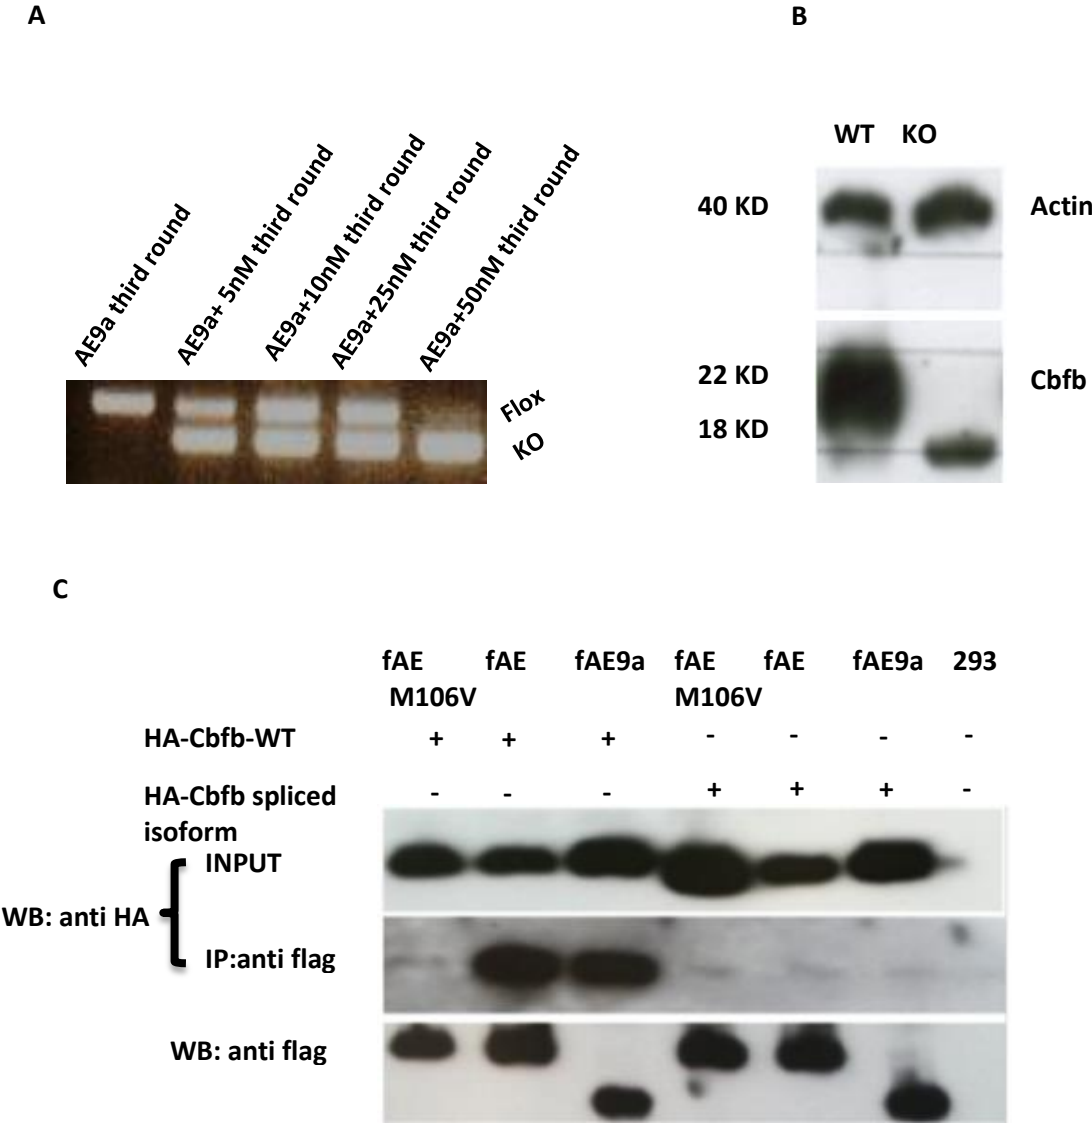 A
B
AE9a third round
AE9a+ 5nM third round
AE9a+10nM third round
AE9a+25nM third round
AE9a+50nM third round
Flox
KO
WT KO
40 KD
Actin
22 KD
Cbfb
18 KD
C
fAE fAE fAE9a fAE fAE fAE9a 293
M106V M106V
HA-Cbfb-WT + + + - - - -
HA-Cbfb spliced - - - + + + -
isoform
INPUT
WB: anti HA
IP:anti flag
WB: anti flag